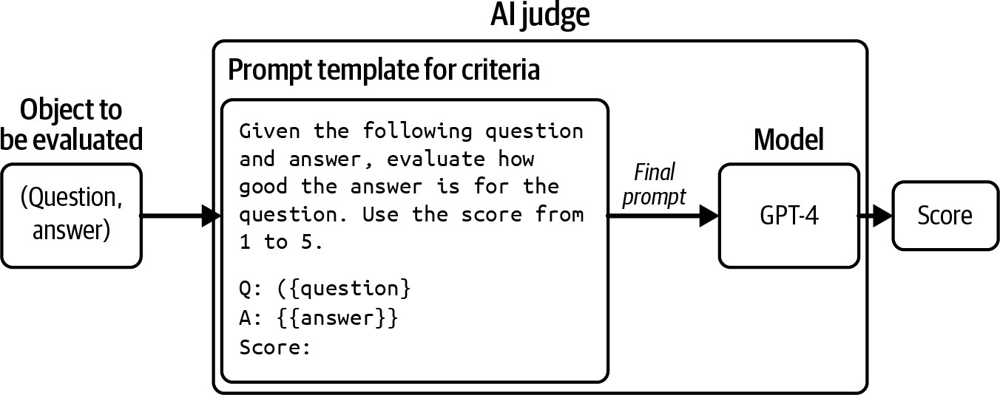 AI judge
Prompt template for criteria
Object to
be evaluated
(Question,
answer)
Given the following question
and answer, evaluate how
good the answer is for the
question. Use the score from
1 to 5.
Q: ({question}
A: {{answer}}
Score:
Final
prompt
Model
GPT-4
Score